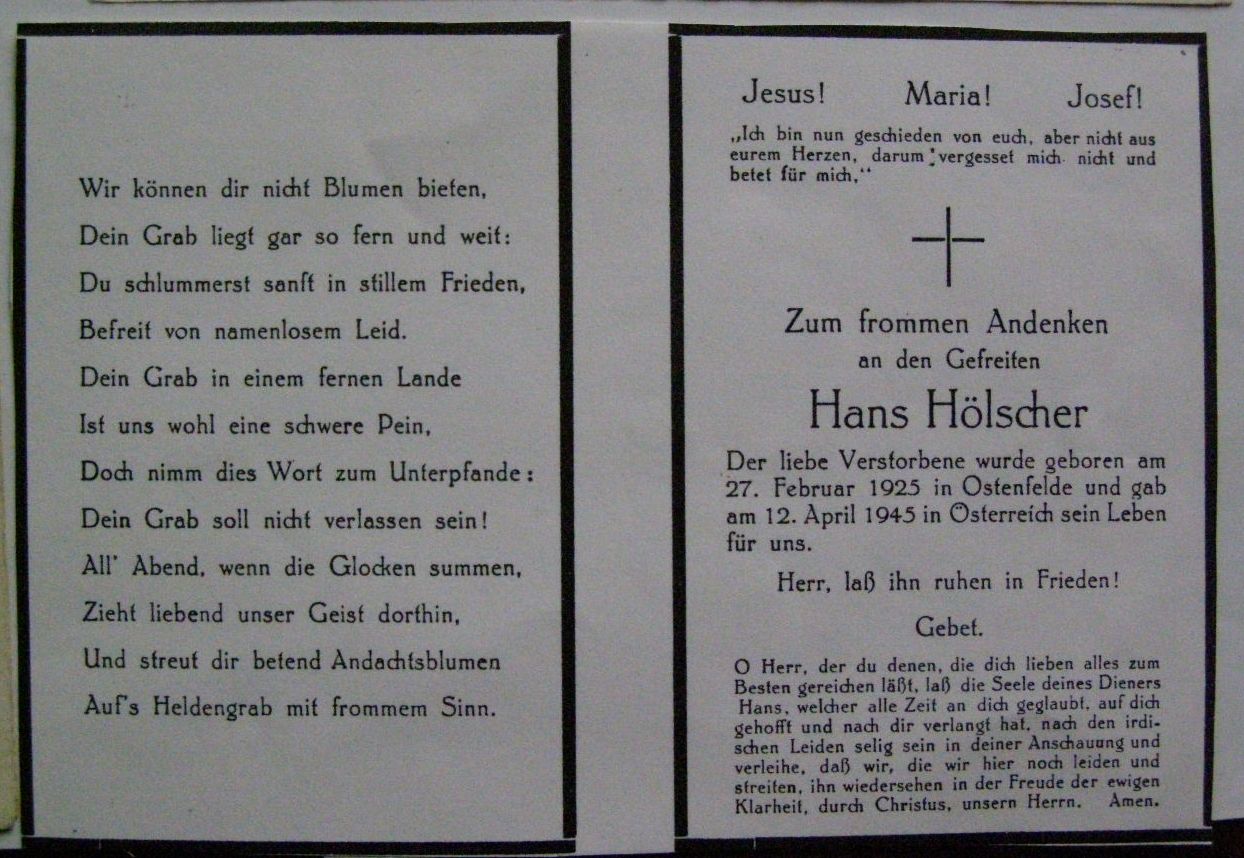 Wir können dir nicht Blumen bieten,
Dein Grab liegt gar so fern und weit:
Du schlummerst sanft in stillem Frieden,
Befreit von namenlosem Leid.
Dein Grab in einem fernen Lande
Ist uns wohl eine schwere Pein,
Doch nimm dies Wort zum Unterpfande:
Dein Grab soll nicht verlassen sein!
All' Abend, wenn die Glocken summen,
Zieht liebend unser Geist dorthin,
Und streut dir betend Andachtsblumen
Auf's Heldengrab mit frommem Sinn.
Jesus! Maria! Josef!
„Ich bin nun geschieden von euch, aber nicht aus
eurem Herzen, darum vergesset mich nicht und
betet für mich,“
Zum frommen Andenken
an den Gefreiten
Hans Hölscher
Der liebe Verstorbene wurde geboren am
27. Februar 1925 in Ostenfelde und gab
am 12. April 1945 in Österreich sein Leben
für uns.
Herr, laß ihn ruhen in Frieden!
Gebet.
O Herr, der du denen, die dich lieben alles zum
Besten gereichen läßt, laß die Seele deines Dieners
Hans, welcher alle Zeit an dich geglaubt, auf dich
gehofft und nach dir verlangt hat, nach den irdi-
schen Leiden selig sein in deiner Anschauung und
verleihe, daß wir, die wir hier noch leiden und
streiten, ihn wiedersehen in der Freude der ewigen
Klarheit, durch Christus, unsern Herrn. Amen.